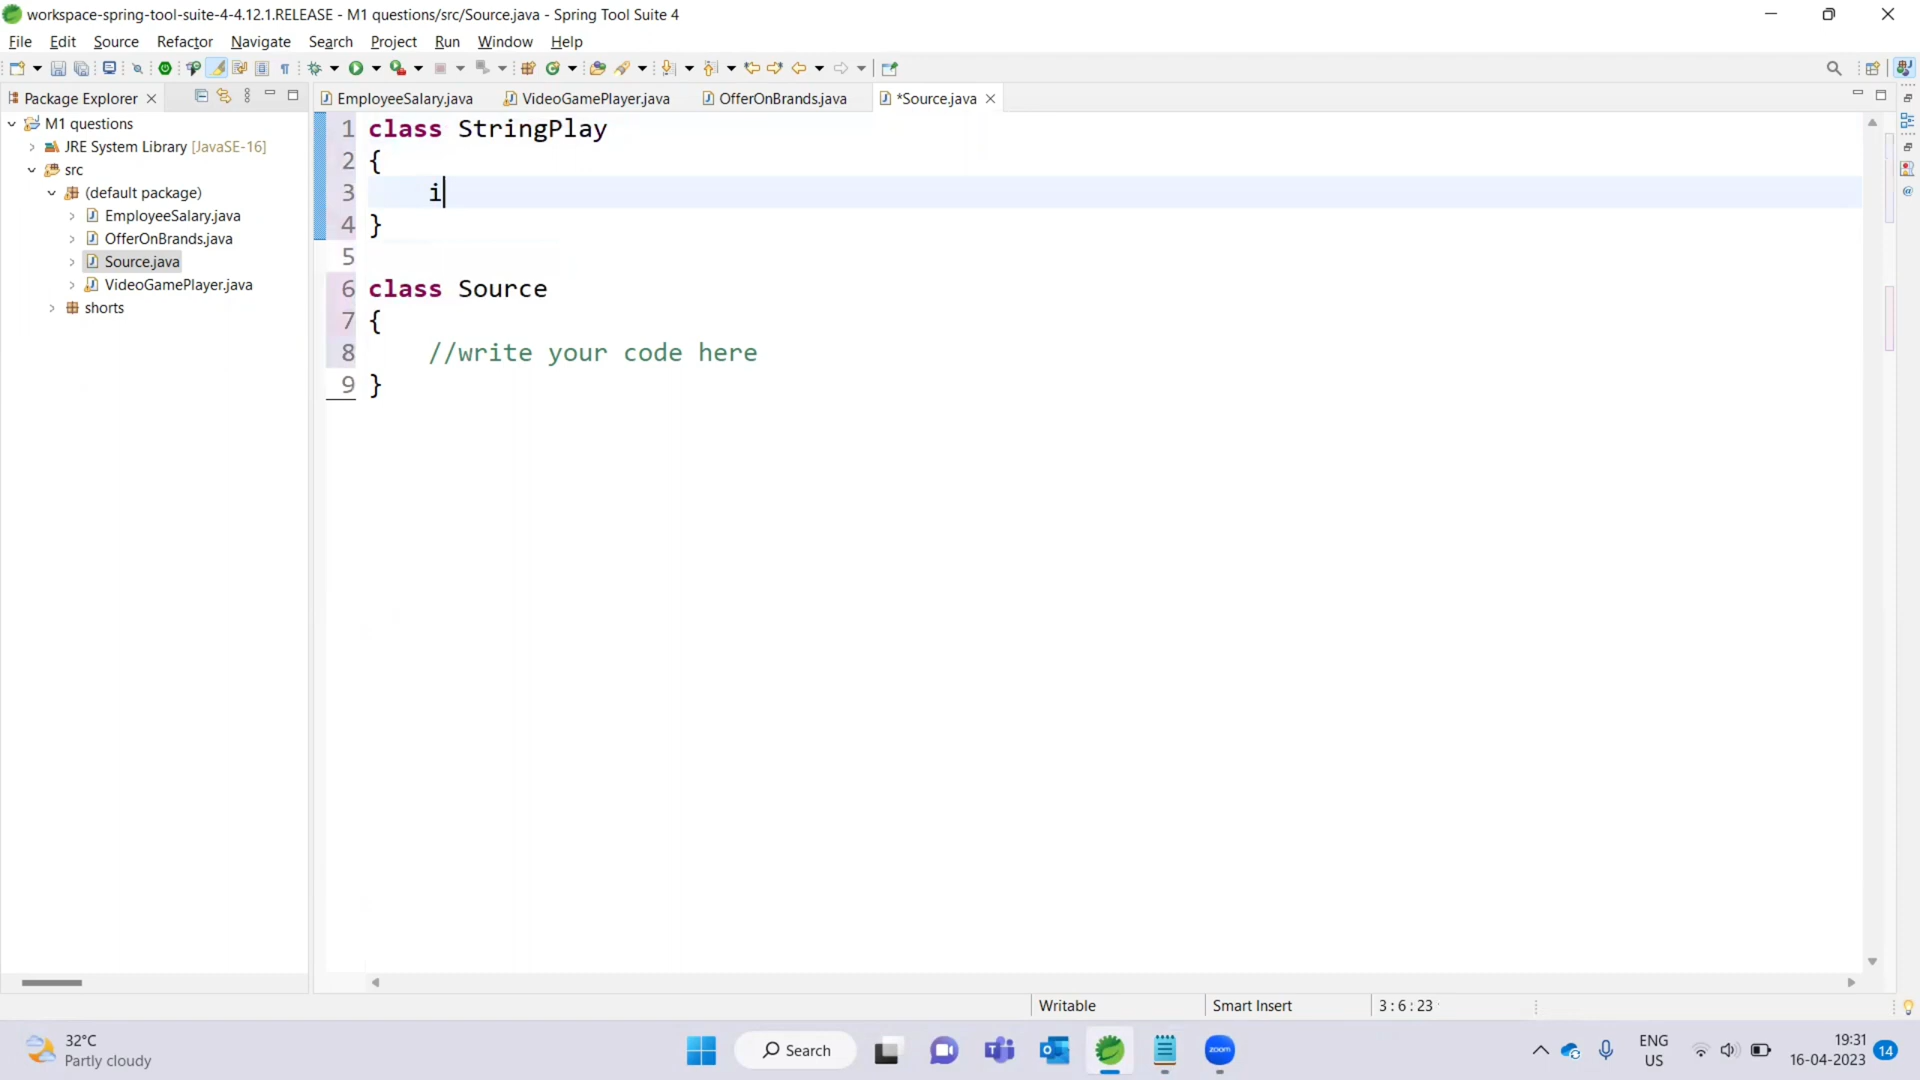 workspace-spring-tool-suite-4-4.12.1.RELEASE - M1 questions/src/Source.java - Spring Tool Suite 4
File Edit Source Refactor Navigate Search Project Run Window Help
Package Explorer
EmployeeSalary.java VideoGamePlayer.java OfferOnBrands.java *Source.java
M1 questions
JRE System Library [JavaSE-16]
src
(default package)
EmployeeSalary.java
OfferOnBrands.java
Source.java
VideoGamePlayer.java
shorts
1 class StringPlay
2 {
3 i
4 }
5
6 class Source
7 {
8 //write your code here
9 }
Writable Smart Insert 3 : 6 : 23
32°C
Partly cloudy
Search
zoom
ENG
US
19:31
16-04-2023
14